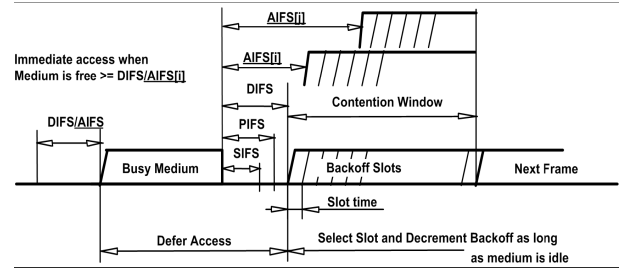 AIFS[j]
AIFS[i]
Immediate access when
Medium is free >= DIFS/AIFS[i]
DIFS
Contention Window
DIFS/AIFS
PIFS
SIFS
Busy Medium
Backoff Slots
Next Frame
Slot time
Defer Access
Select Slot and Decrement Backoff as long
as medium is idle